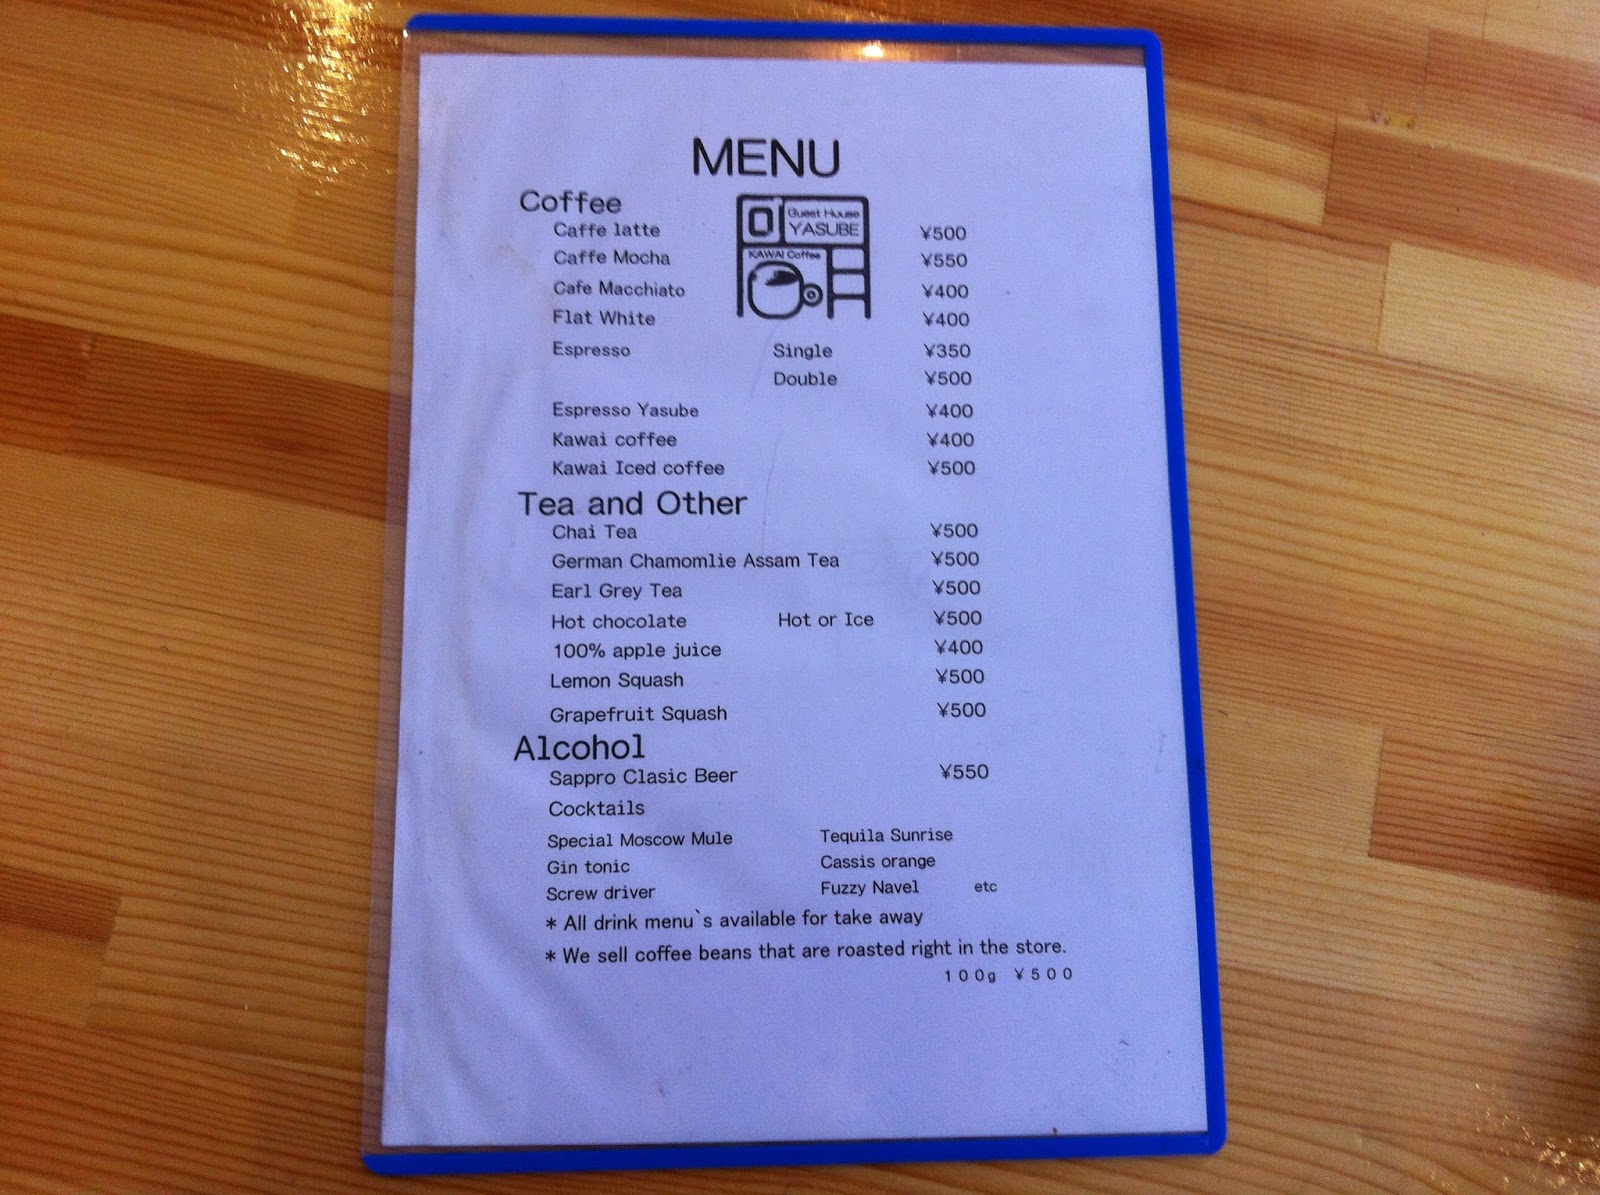 MENU
Coffee
Guest House
YASUBE
KAWAI Coffee
Caffe latte ¥500
Caffe Mocha ¥550
Cafe Macchiato ¥400
Flat White ¥400
Espresso Single ¥350
Double ¥500
Espresso Yasube ¥400
Kawai coffee ¥400
Kawai Iced coffee ¥500
Tea and Other
Chai Tea ¥500
German Chamomlie Assam Tea ¥500
Earl Grey Tea ¥500
Hot chocolate Hot or Ice ¥500
100% apple juice ¥400
Lemon Squash ¥500
Grapefruit Squash ¥500
Alcohol
Sappro Clasic Beer ¥550
Cocktails
Special Moscow Mule Tequila Sunrise
Gin tonic Cassis orange
Screw driver Fuzzy Navel etc
* All drink menu`s available for take away
* We sell coffee beans that are roasted right in the store.
100g ¥500